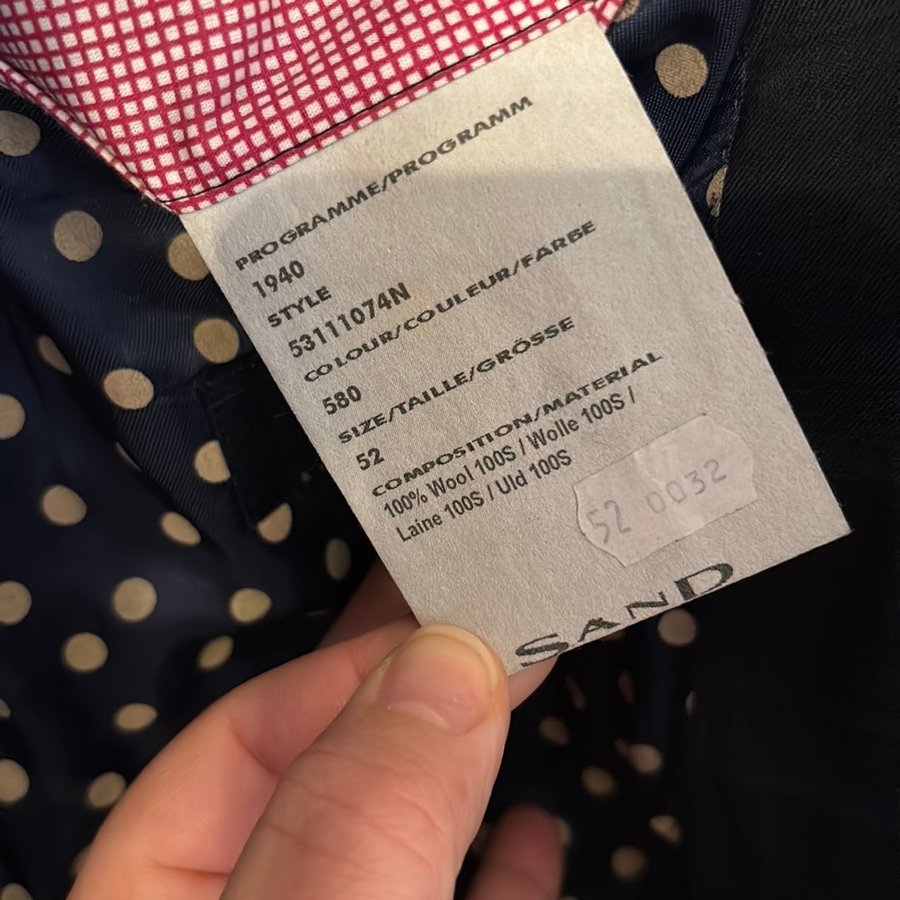 PROGRAMME/PROGRAMM
1940
STYLE
53111074N
COLOUR/COULEUR/FARBE
580
SIZE/TAILLE/GRÖSSE
52
COMPOSITION/MATERIAL
100% Wool 100S / Wolle 100S /
Laine 100S / Uld 100S
52 0032
SAND